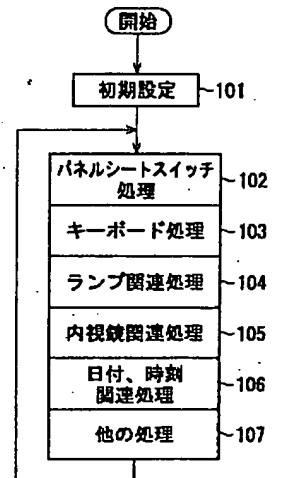 開始
初期設定 101
パネルシートスイッチ
処理 102
キーボード処理 103
ランプ関連処理 104
内視鏡関連処理 105
日付、時刻
関連処理 106
他の処理 107